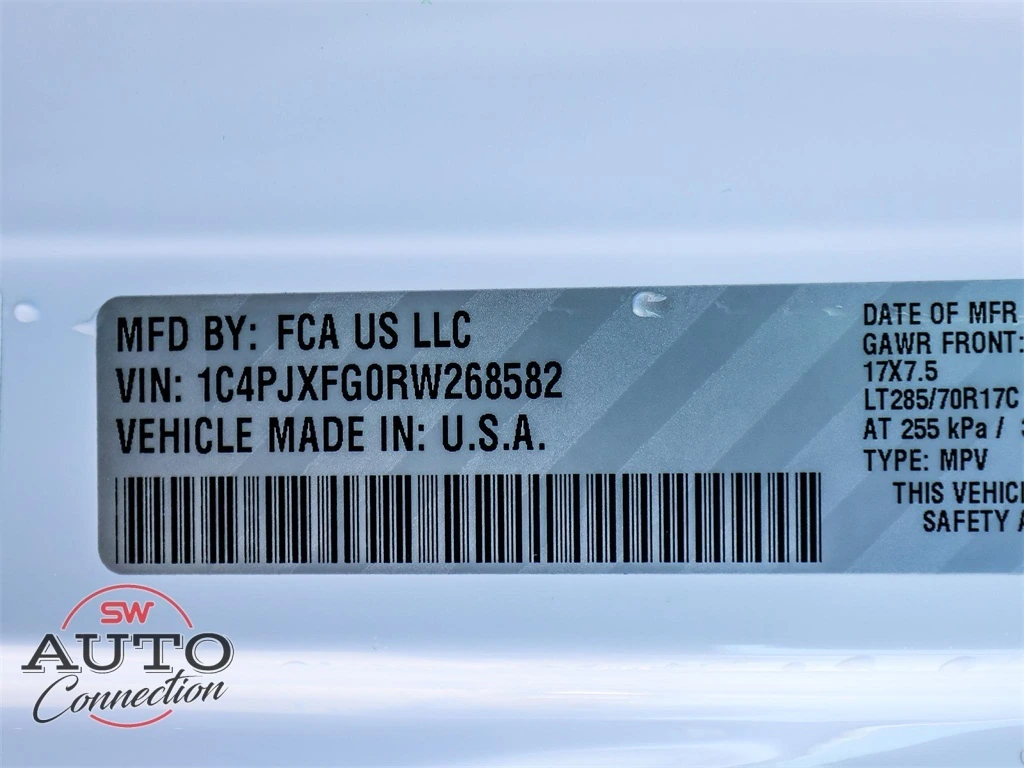 MFD BY: FCA US LLC
VIN: 1C4PJXFG0RW268582
VEHICLE MADE IN: U.S.A.
DATE OF MFR
GAWR FRONT:
17X7.5
LT285/70R17C
AT 255 kPa /
TYPE: MPV
THIS
SAFETY
SW
AUTO
Connection